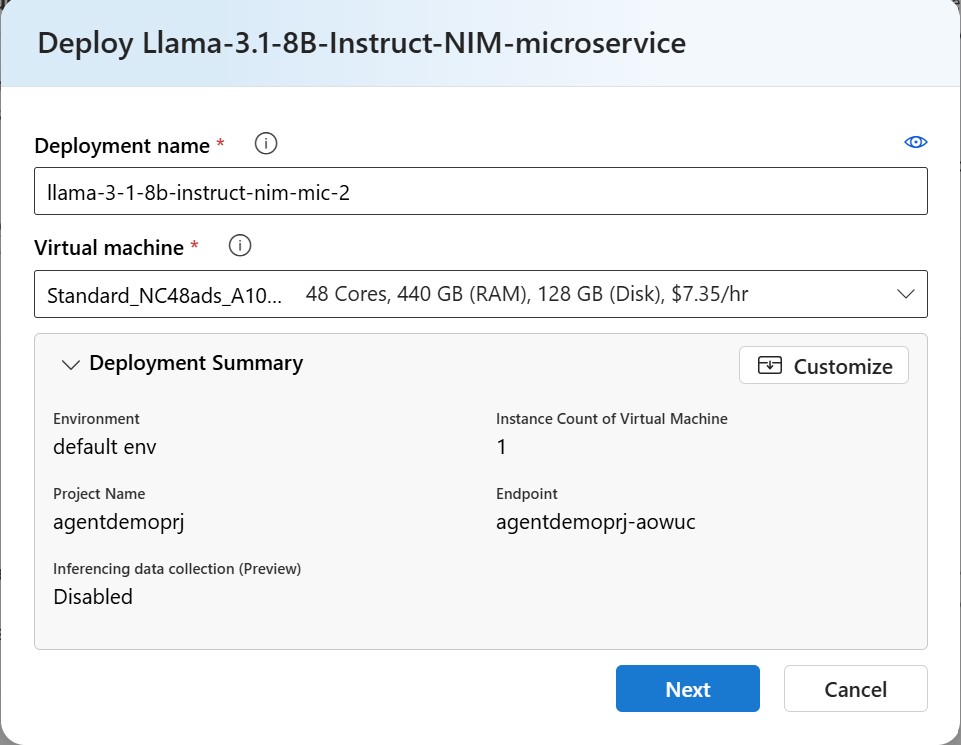 Deploy Llama-3.1-8B-Instruct-NIM-microservice
Deployment name *
llama-3-1-8b-instruct-nim-mic-2
Virtual machine *
Standard_NC48ads_A10... 48 Cores, 440 GB (RAM), 128 GB (Disk), $7.35/hr
Deployment Summary
Customize
Environment
default env
Instance Count of Virtual Machine
1
Project Name
agentdemoprj
Endpoint
agentdemoprj-aowuc
Inferencing data collection (Preview)
Disabled
Next
Cancel